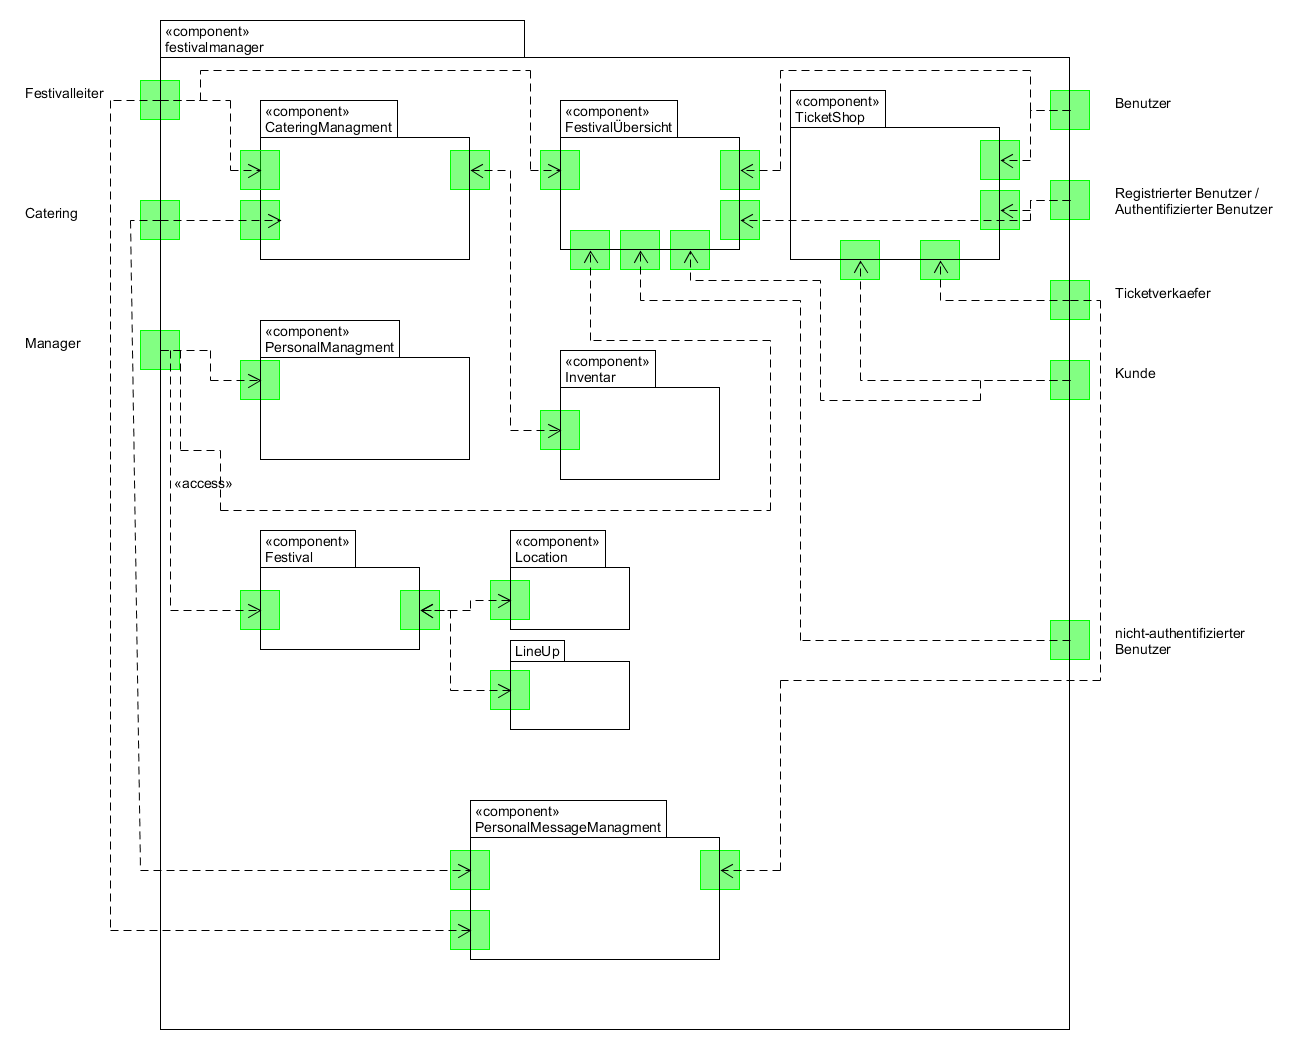 «component»
festivalmanager
Festivalleiter
Benutzer
«component»
CateringManagment
«component»
FestivalÜbersicht
«component»
TicketShop
Catering
Registrierter Benutzer /
Authentifizierter Benutzer
Ticketverkaefer
Manager
«component»
PersonalManagment
«component»
Inventar
Kunde
«access»
«component»
Festival
«component»
Location
LineUp
nicht-authentifizierter
Benutzer
«component»
PersonalMessageManagment